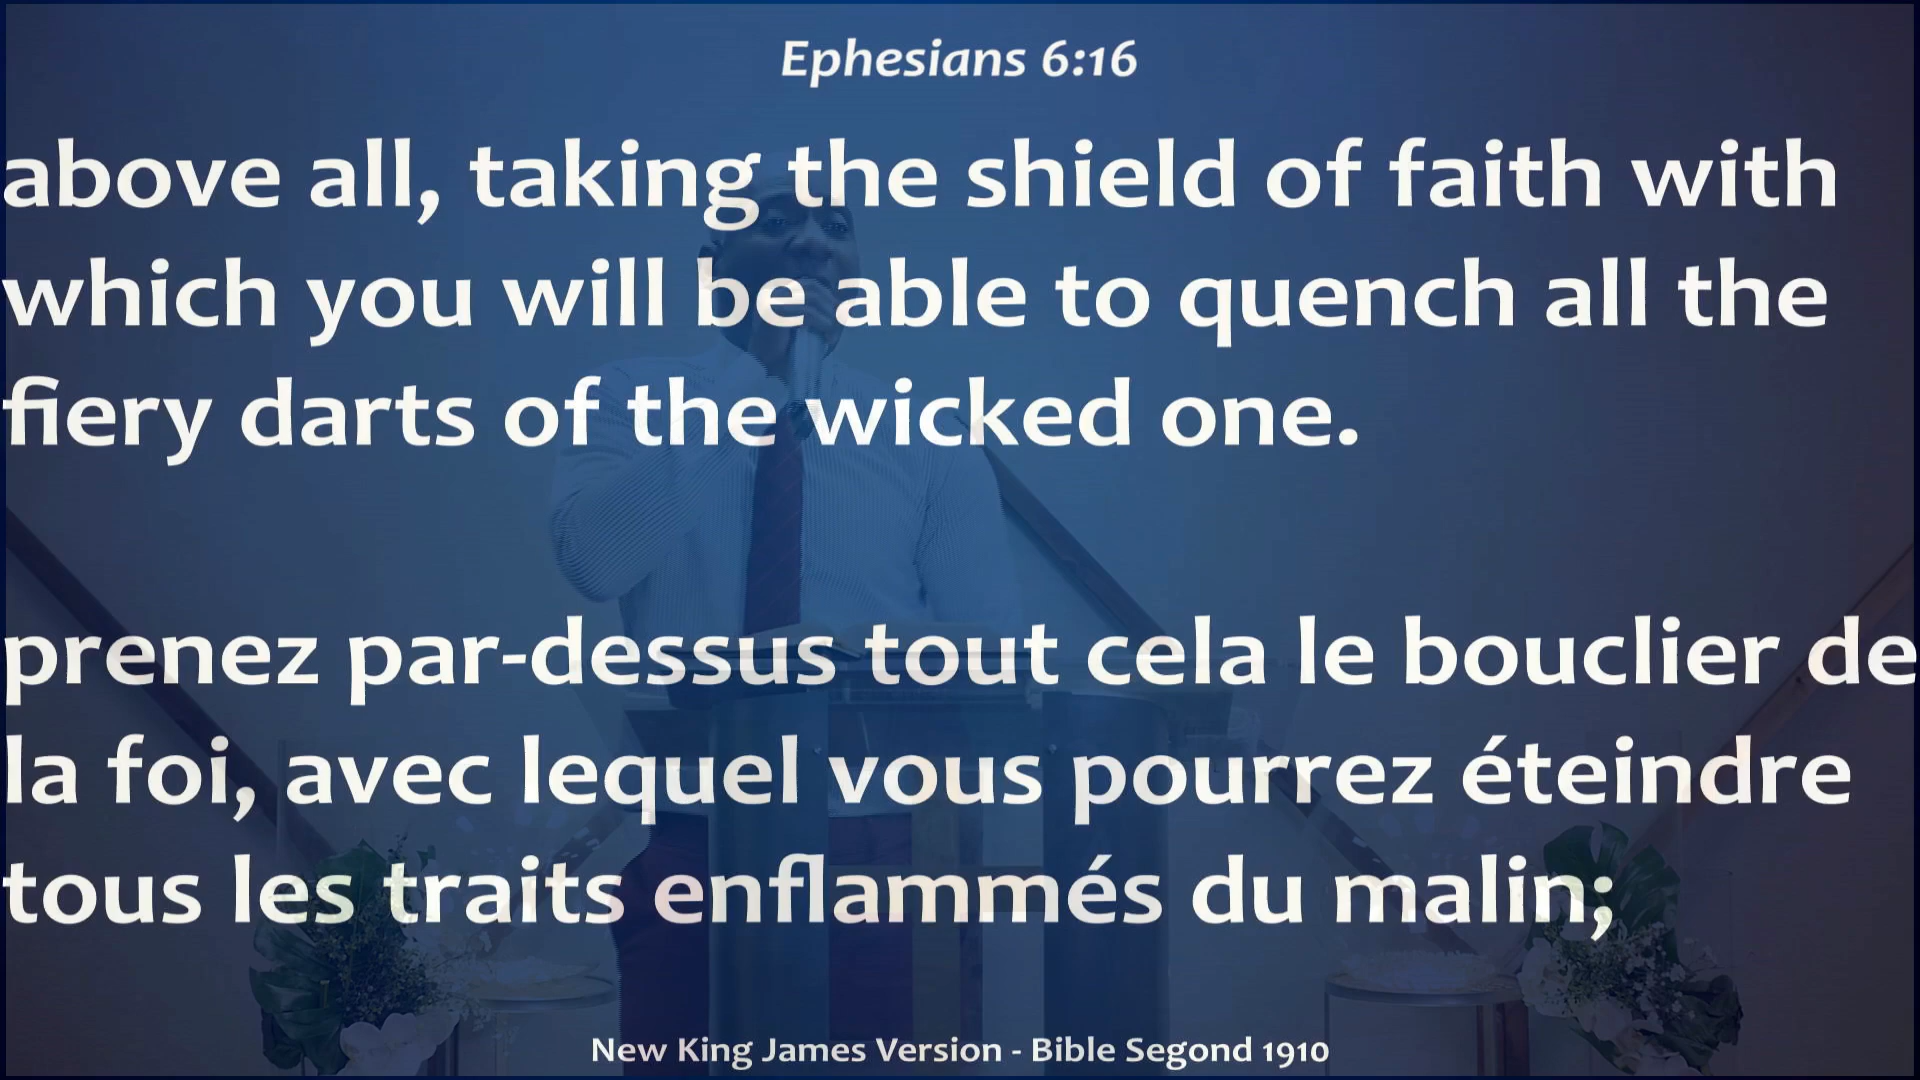 Ephesians 6:16
above all, taking the shield of faith with
which you will be able to quench all the
fiery darts of the wicked one.
prenez par-dessus tout cela le bouclier de
la foi, avec lequel vous pourrez éteindre
tous les traits enflammés du malin;
New King James Version - Bible Segond 1910